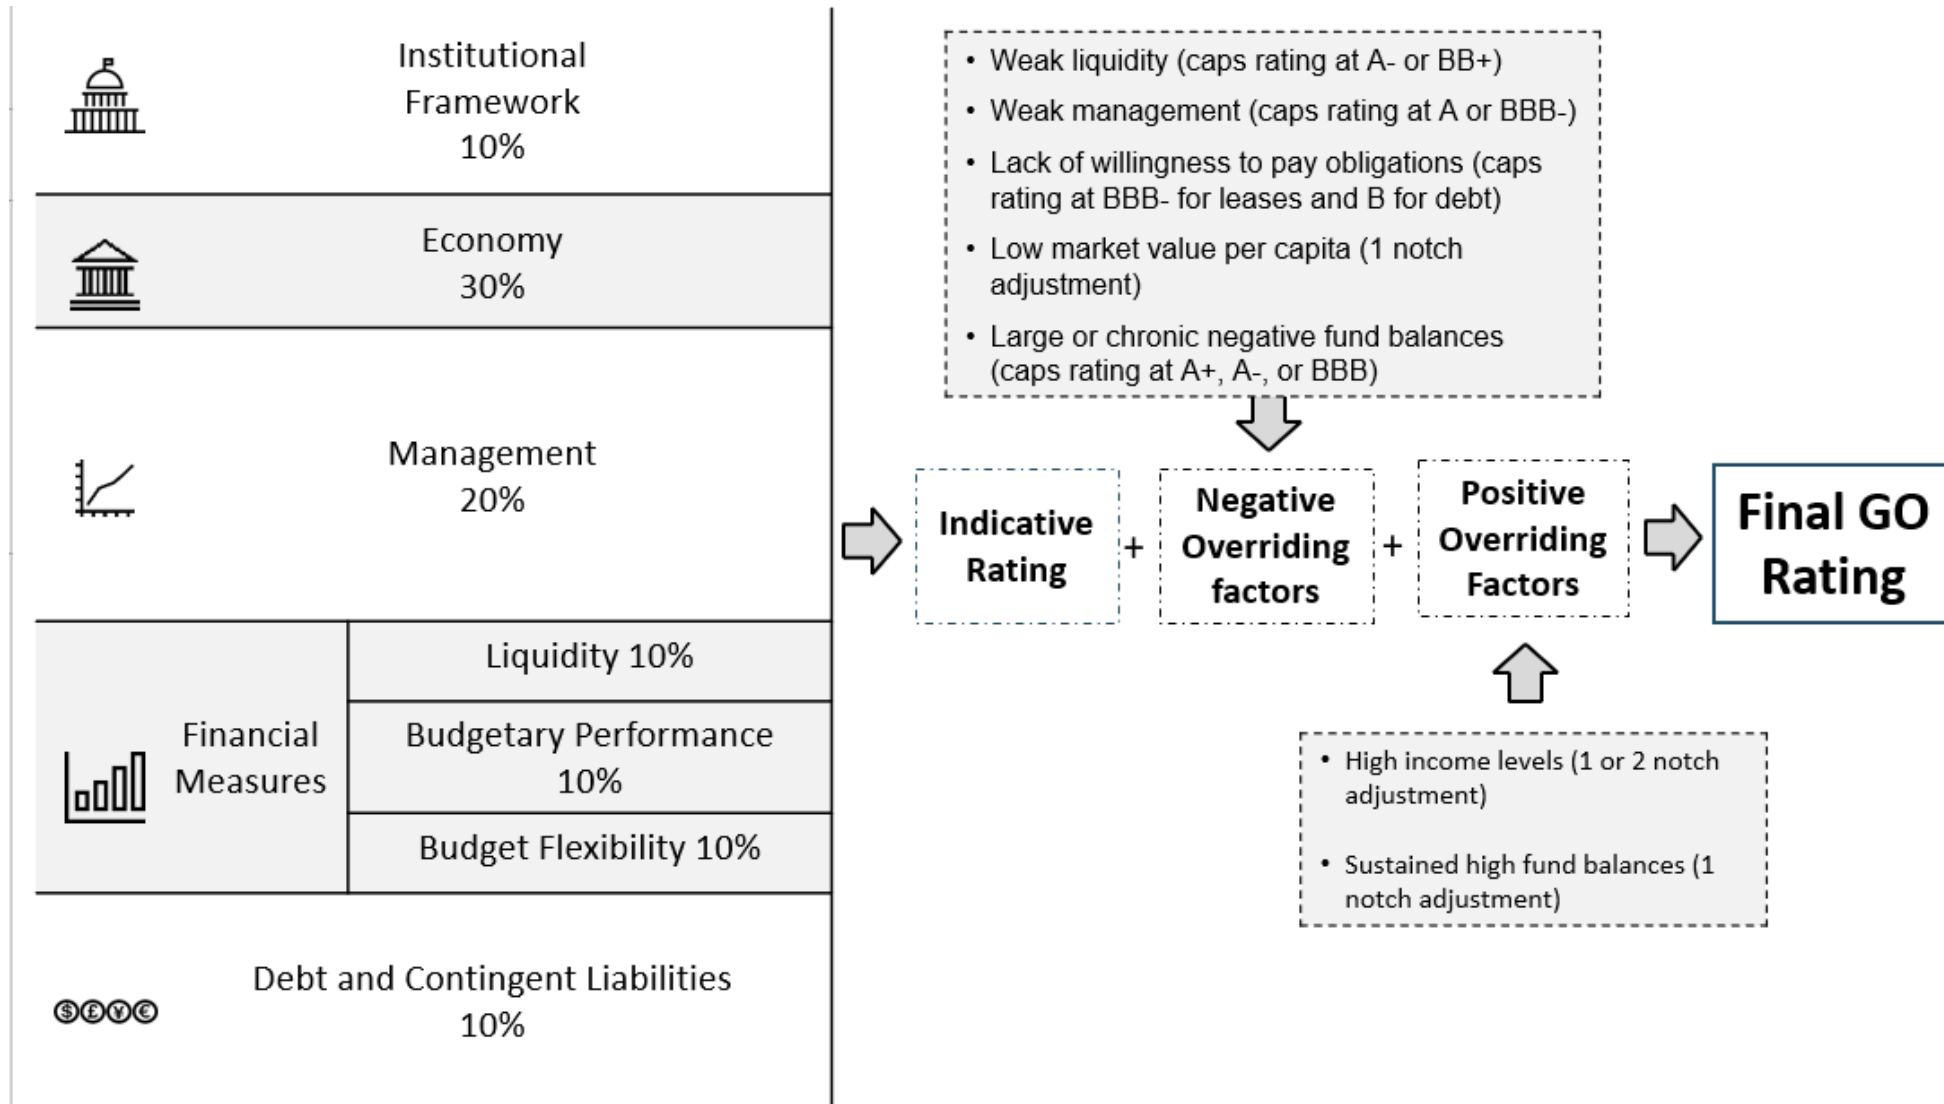 Institutional
Framework
10%
Economy
30%
Management
20%
Financial
Measures
Liquidity 10%
Budgetary Performance
10%
Budget Flexibility 10%
Debt and Contingent Liabilities
10%
• Weak liquidity (caps rating at A- or BB+)
• Weak management (caps rating at A or BBB-)
• Lack of willingness to pay obligations (caps
rating at BBB- for leases and B for debt)
• Low market value per capita (1 notch
adjustment)
• Large or chronic negative fund balances
(caps rating at A+, A-, or BBB)
Indicative
Rating
+
Negative
Overriding
factors
+
Positive
Overriding
Factors
Final GO
Rating
• High income levels (1 or 2 notch
adjustment)
• Sustained high fund balances (1
notch adjustment)
$ £ ¥ €